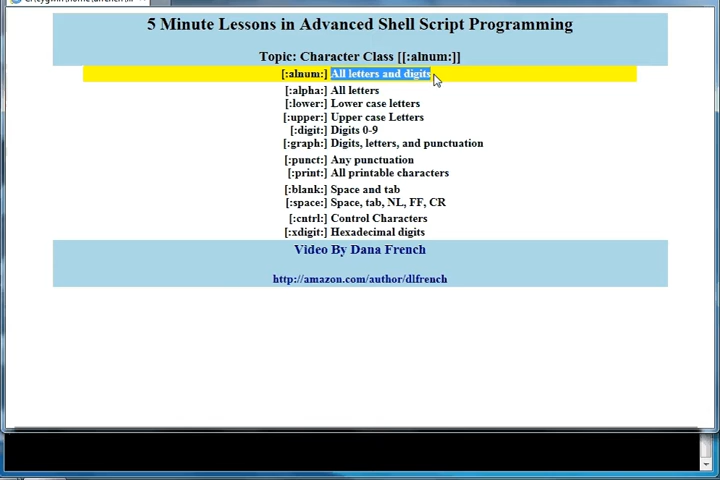 5 Minute Lessons in Advanced Shell Script Programming
Topic: Character Class [[:alnum:]]
[:alnum:] All letters and digits
[:alpha:] All letters
[:lower:] Lower case letters
[:upper:] Upper case Letters
[:digit:] Digits 0-9
[:graph:] Digits, letters, and punctuation
[:punct:] Any punctuation
[:print:] All printable characters
[:blank:] Space and tab
[:space:] Space, tab, NL, FF, CR
[:cntrl:] Control Characters
[:xdigit:] Hexadecimal digits
Video By Dana French
http://amazon.com/author/dlfrench